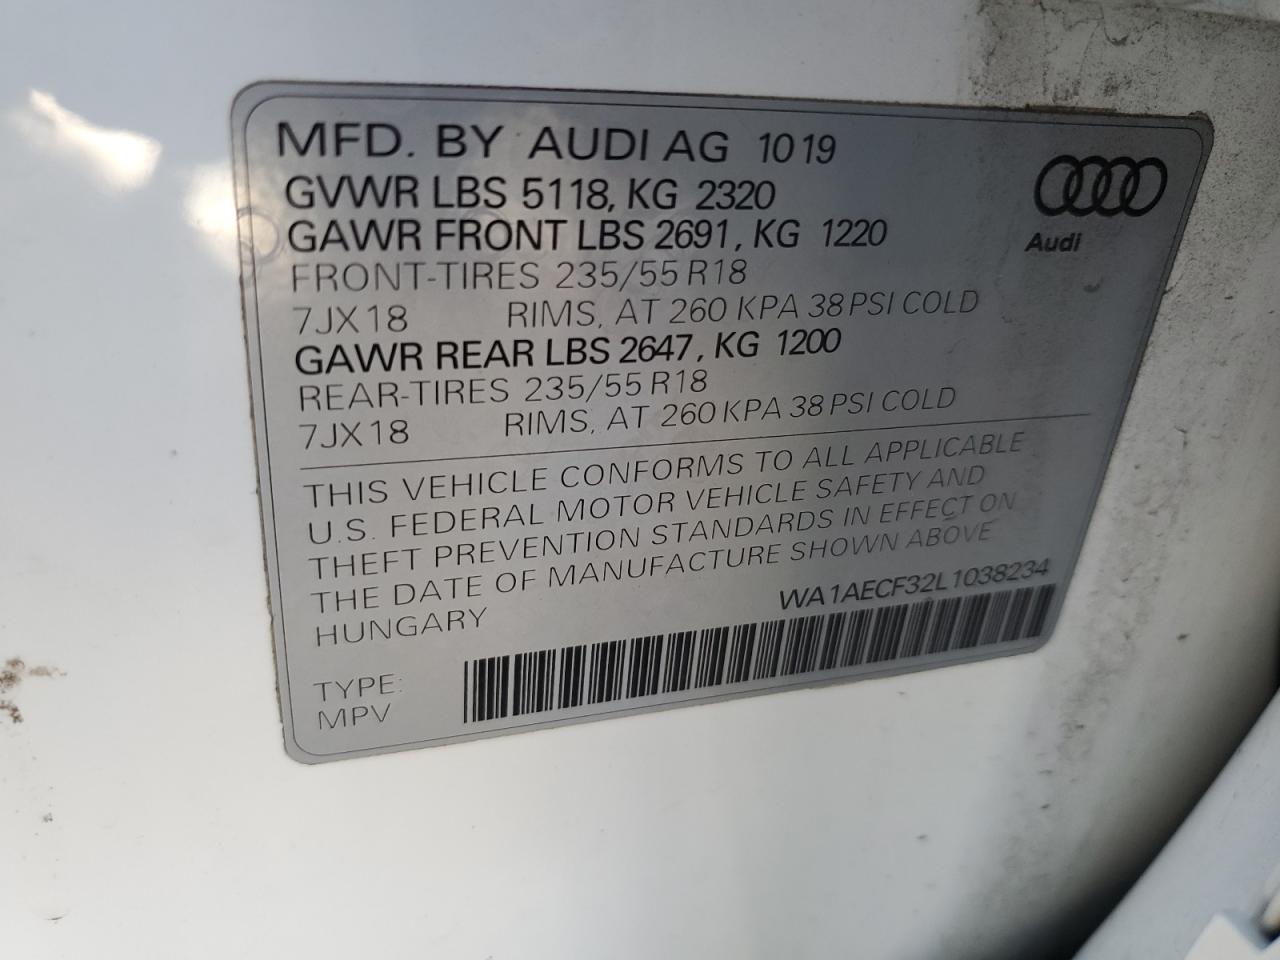 MFD. BY AUDI AG 10 19
GVWR LBS 5118, KG 2320
GAWR FRONT LBS 2691, KG 1220
FRONT-TIRES 235/55 R18
7JX18 RIMS, AT 260 KPA 38 PSI COLD
GAWR REAR LBS 2647, KG 1200
REAR-TIRES 235/55 R18
7JX18 RIMS, AT 260 KPA 38 PSI COLD
Audi
THIS VEHICLE CONFORMS TO ALL APPLICABLE
U.S. FEDERAL MOTOR VEHICLE SAFETY AND
THEFT PREVENTION STANDARDS IN EFFECT ON
THE DATE OF MANUFACTURE SHOWN ABOVE
HUNGARY
WA1AECF32L1038234
TYPE:
MPV